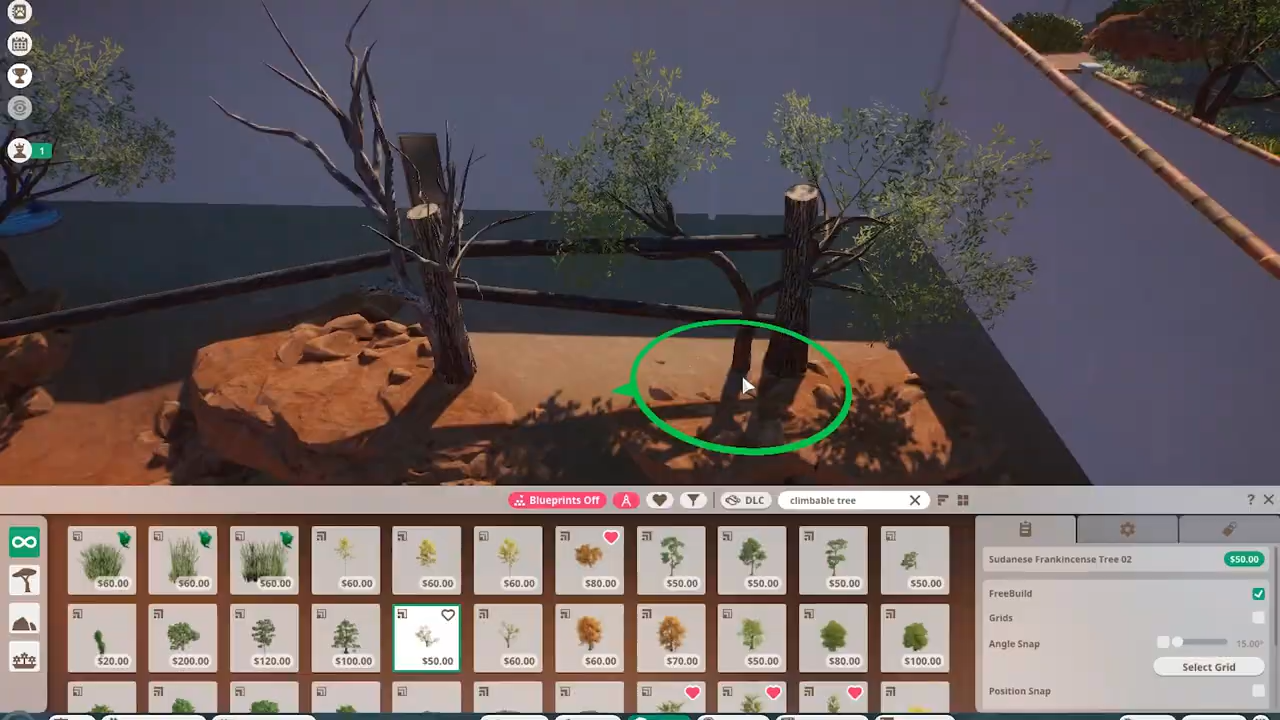 1
Blueprints Off
DLC
climbable tree
?
$60.00 $60.00 $60.00 $60.00 $60.00 $60.00 $80.00 $50.00 $50.00 $50.00 $50.00
$20.00 $200.00 $120.00 $100.00 $50.00 $60.00 $60.00 $70.00 $50.00 $80.00 $100.00
Sudanese Frankincense Tree 02 $50.00
FreeBuild
Grids
Angle Snap 15.00°
Select Grid
Position Snap